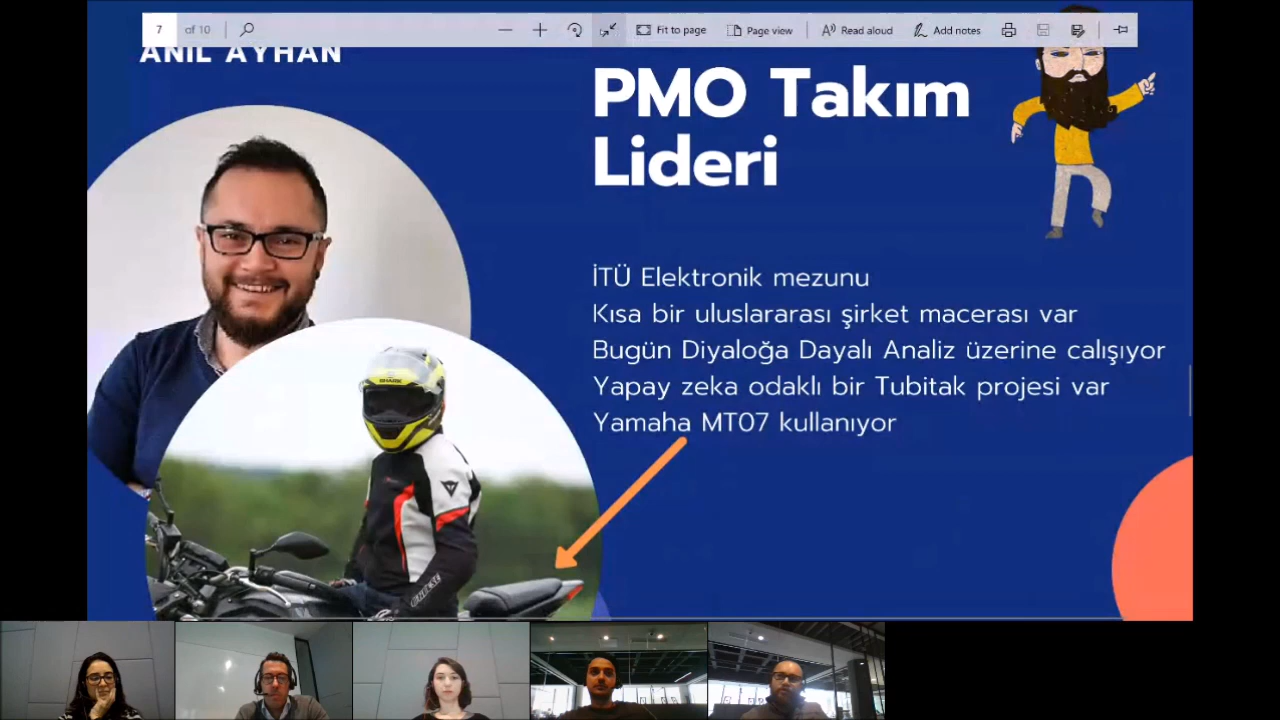 7 of 10 Fit to page Page view Read aloud Add notes
ANIL AYHAN
PMO Takım
Lideri
İTÜ Elektronik mezunu
Kısa bir uluslararası şirket macerası var
Bugün Diyaloğa Dayalı Analiz üzerine calışıyor
Yapay zeka odaklı bir Tubitak projesi var
Yamaha MT07 kullanıyor
SHARK
DAINESE